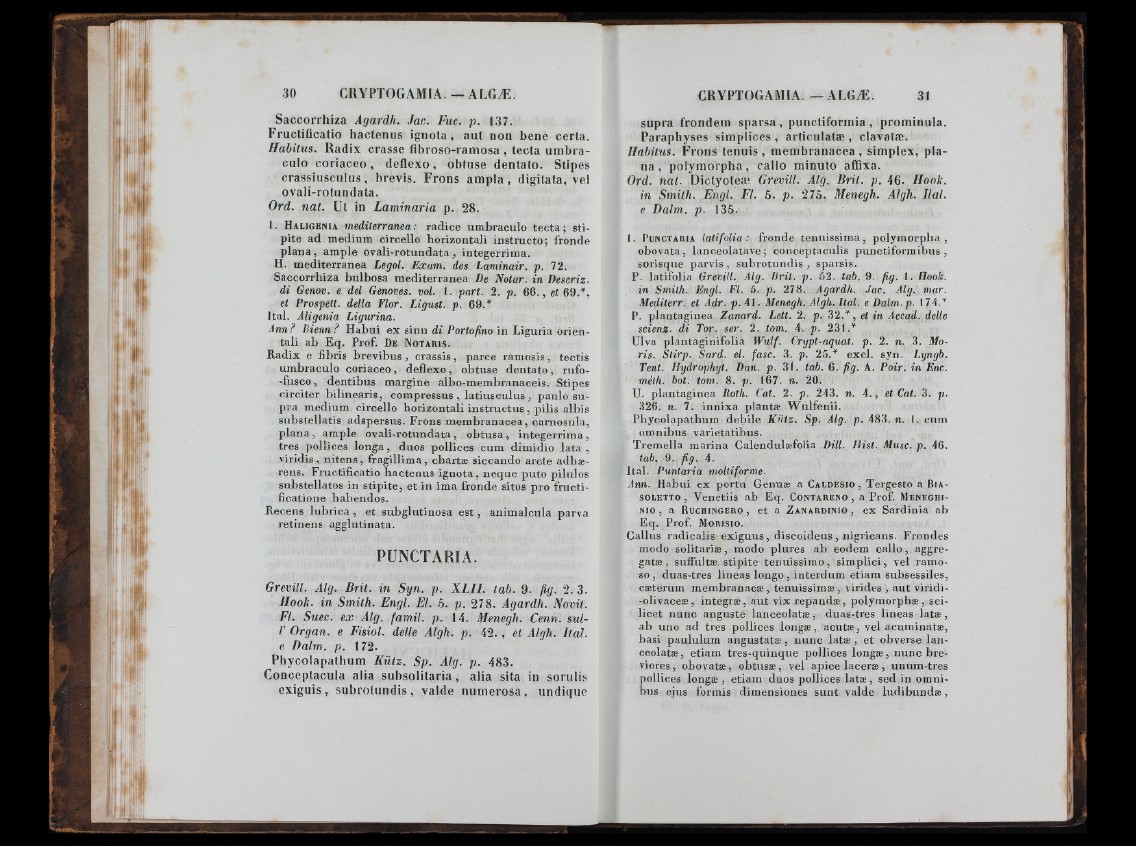 30 CRYPTOGAMIA. — ALGÆ.
Saccorrhiza Agardh. Jac. Fuc. p. 137.
Fructificatio hactenus ignota, aut non bene certa.
Habitus. Radix crasse fibroso-ramosa, tecta umbra-
culo coriaceo, deflexo, obtuse dentato. Stipes
crassiusculus, brevis. Frons ampla, digitata, vel
ovali-rotundata.
Ord. nat. Ut in Laminaria p. 28.
1. HALIGENIA mediterranea: radice umbraculo tecta; sti-
pite ad medium circello horizontali instructo; fronde
plana, ample ovali-rotundata, integerrima.
H. mediterranea Legol. Exam. des Laminair. p. 72.
Saccorrhiza bulbosa mediterranea De Notar. in Descriz.
di Genov. e del Genoves. vol. 1. part. 2. p. 66., et 69.*,
et Prospett. della Flor. Ligust. p. 69.*
Ital. Aligenia Ligurina.
Ann? Bienn? Habui ex sinu di Portofino in Liguria orien-
tali ab Eq. Prof. DE NOTARIS.
Radix e fibris brevibus, crassis, parce ramosis, tectis
umbraculo coriaceo, deflexo, obtuse dentato, rufo-
-fusco, dentibus margine albo-membranaceis. Stipes
circiter bilinearis, compressus, latiusculus, paulo su-
pra medium circello horizontali instructus, pilis albis
substellatis adspersus. Frons membranacea, carnosula,
plana, ample ovali-rotundata, obtusa, integerrima,
tres pollices longa, duos pollices cum dimidio lata,
viridis, nitens, fragillima, chartæ siccando arcte adhæ-
rens. Fructificatio hactenus ignota, neque puto pilulos
substellatos in stipite, et in ima fronde sitos pro fructi-
ficatione habendos.
Recens lubrica, et subglutinosa est, animalcula parva
retinens agglutinata.
PUNCTARIA.
Grevill. Alg. Brit. in Syn. p. XLII. tab. 9. fig. 2. 3.
Hook. in Smith. Engl. El. 5. p. 278. Agardh. Novit.
Fl. Suec. ex Alg. famil. p. 14. Menegh. Cenn. sul-
l' Organ. e Fisiol. delle Algh. p. 42., et Algh. Ital.
e Dalm. p. 172.
Phycolapathum Kütz. Sp. Alg. p. 483.
Conceptacula alia subsolitaria, alia sita in sorulis
exiguis, subrotundis, valde numerosa, undique
CRYPTOGAMIA. — ALGÆ. 31
supra frondem sparsa, punctiformia, prominula.
Paraphyses simplices, articulatæ, clavatæ.
Habitus. Frons tenuis, membranacea, simplex, pla-
na, polymorpha, callo minuto affixa.
Ord. nat. Dictyoteæ Grevill. Alg. Brit. p. 46. Hook.
in Smith. Engl. Fl. 5. p. 275. Menegh. Algh. Ital.
e Dalm. p. 135.
1. PUNCTARIA latifolia: fronde tenuissima, polymorpha,
obovata, lanceolatave; conceptaculis punctiformibus,
sorisque parvis, subrotundis, sparsis.
P. latifolia Grevill. Alg. Brit. p. 52. tab. 9. fig. 1. Hook.
in Smith. Engl. Fl. 5. p. 278. Agardh. Jac. Alg. mar.
Mediterr. et Adr. p. 41. Menegh. Algh. Ital. e Dalm. p. 174.*
P. plantaginea Zanard. Lett. 2. p. 32.*, et in Accad. delle
scienz. di Tor. ser. 2. tom. 4. p. 231.*
Ulva plantaginifolia Wulf. Crypt-aquat. p. 2. n. 3. Mo-
ris. Stirp. Sard. el. fasc. 3. p. 25.* excl. syn. Lyngb.
Tent. Hydrophyt. Dan. p. 31. tab. 6. fig. A. Poir. in Enc.
méth. bot. tom. 8. p. 167. n. 20.
U. plantaginea Roth. Cat. 2. p. 243. n. 4., et Cat. 3. p.
326. n. 7. innixa plantæ Wulfenii.
Phycolapathum debile Kütz. Sp. Alg. p. 483. n. 1. cum
omnibus varietatibus.
Tremella marina Calendulæfolia Dill. Hist. Musc. p. 46.
tab. 9. fig. 4.
Ital. Puntaria moltiforme.
Ann. Habui ex portu Genuæ a CALDESIO, Tergesto a BIA-
SOLETTO, Venetiis ab Eq. CONTARENO, a Prof. MENEGHI-
NIO, a RUCHINGERO, et a ZANARDINIO, ex Sardinia ab
Eq. Prof. MORISIO.
Callus radicalis exiguus, discoideus, nigricans. Frondes
modo solitariæ, modo plures ab eodem callo, aggre-
gatæ, suffultæ stipite tenuissimo, simplici, vel ramo-
so, duas-tres lineas longo, interdum etiam subsessiles,
cæterum membranacæ, tenuissimæ, virides, aut viridi-
-olivaceæ, integræ, aut vix repandæ, polymorphæ, sci-
licet nunc anguste lanceolatæ, duas-tres lineas latæ,
ab uno ad tres pollices longæ, acutæ, vel acuminatæ,
basi paululum angustatæ, nunc latæ, et obverse lan-
ceolatæ, etiam tres-quinque pollices longæ, nunc bre-
viores, obovatæ, obtusæ, vel apice laceræ, unum-tres
pollices longæ, etiam duos pollices latæ, sed in omni-
bus ejus formis dimensiones sunt valde ludibundæ,